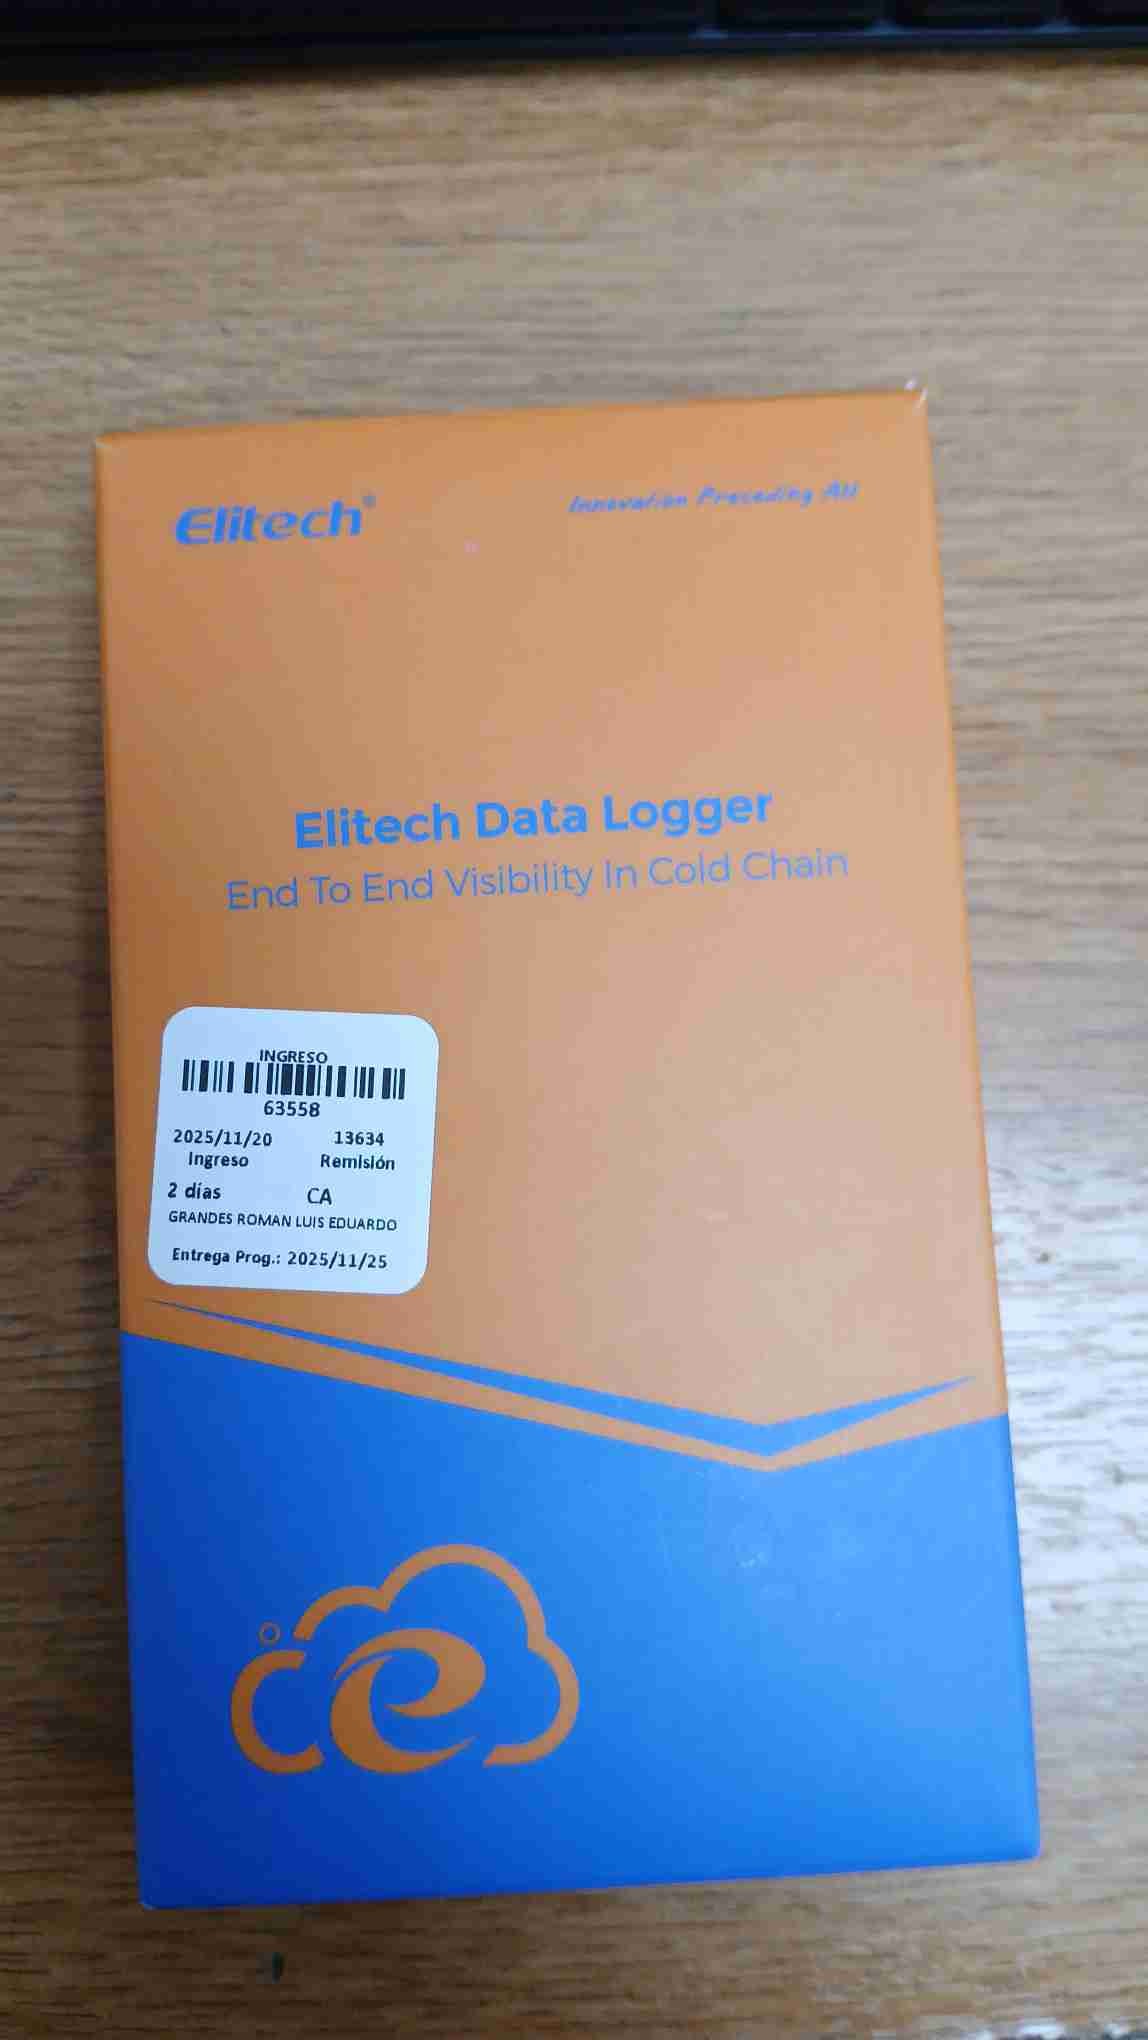 Elitech®
Innovation Preceding All
Elitech Data Logger
End To End Visibility In Cold Chain
INGRESO
63558
2025/11/20 13634
Ingreso Remisión
2 días CA
GRANDES ROMAN LUIS EDUARDO
Entrega Prog.: 2025/11/25